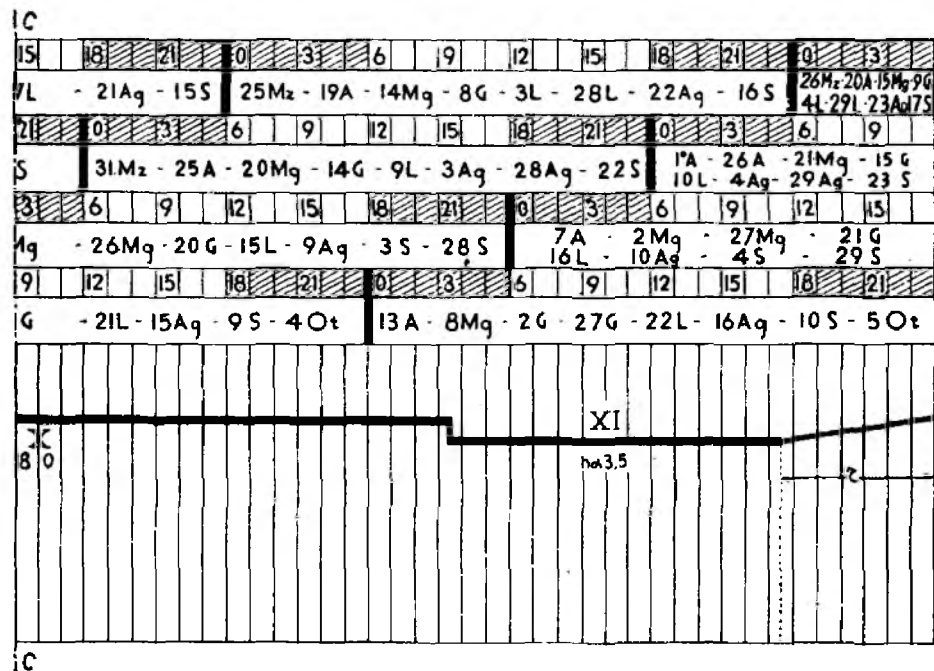 C
15 18 21 0 3 6 9 12 15 18 21 0 3
L - 21Ag - 15S 25Mz - 19A - 14Mg - 8G - 3L - 28L - 22Ag - 16S 26Mz-20A-15Mg-9G
4L-29L-23Ag-17S
21 0 3 6 9 12 15 18 21 0 3 6 9
S 31Mz - 25A - 20Mg - 14G - 9L - 3Ag - 28Ag - 22S 1°A - 26A - 21Mg - 15G
10L - 4Ag - 29Ag - 23 S
3 6 9 12 15 18 21 0 3 6 9 12 15
Mg - 26Mg - 20G - 15L - 9Ag - 3S - 28S 7A - 2Mg - 27Mg - 21G
16L - 10Ag - 4S - 29S
9 12 15 18 21 0 3 6 9 12 15 18 21
G - 21L - 15Ag - 9S - 4Ot 13A - 8Mg - 2G - 27G - 22L - 16Ag - 10S - 5Ot
XI
8 0
ha 3,5
C